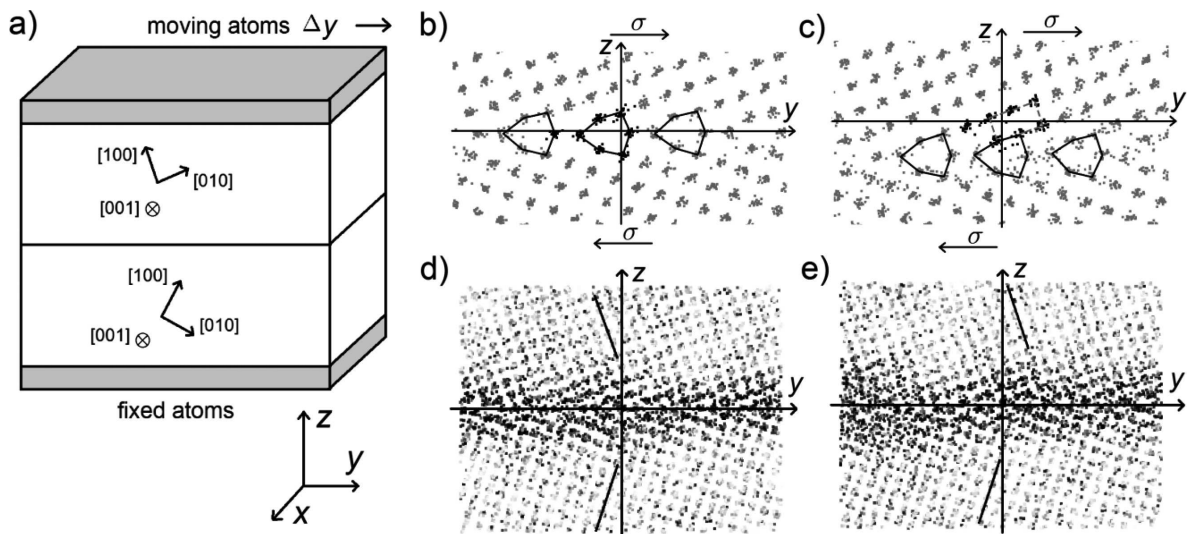 a)
moving atoms Δy
[100]
[010]
[001] ⊗
[100]
[010]
[001] ⊗
fixed atoms
z
y
x
b)
σ
z
y
σ
c)
σ
z
y
σ
d)
z
y
e)
z
y